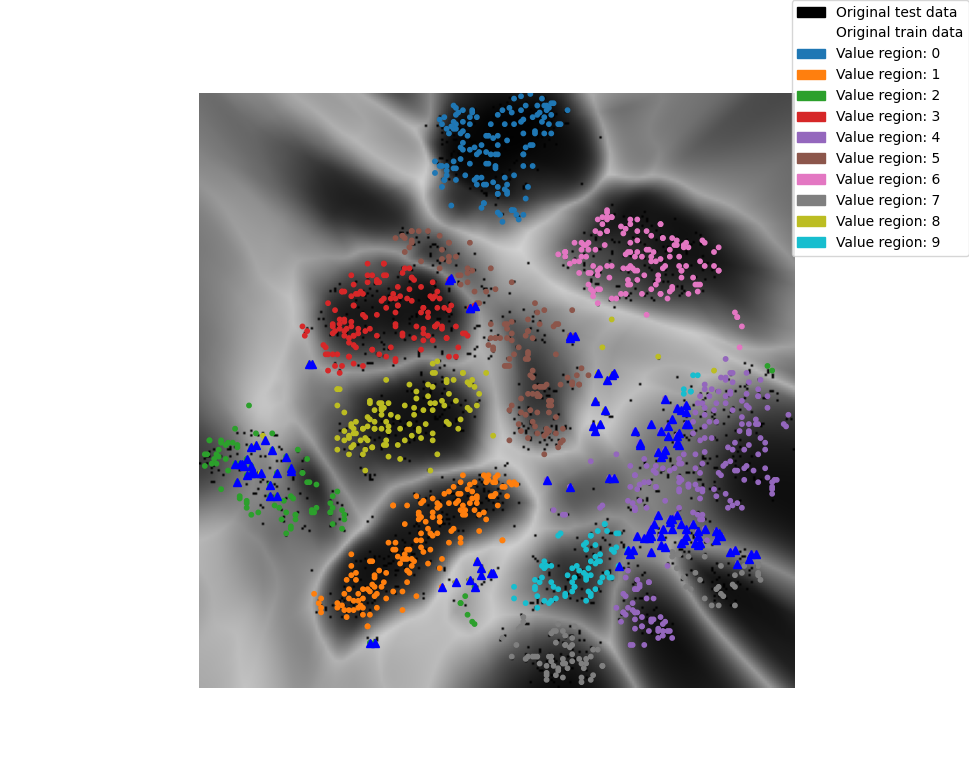 Original test data
Original train data
Value region: 0
Value region: 1
Value region: 2
Value region: 3
Value region: 4
Value region: 5
Value region: 6
Value region: 7
Value region: 8
Value region: 9